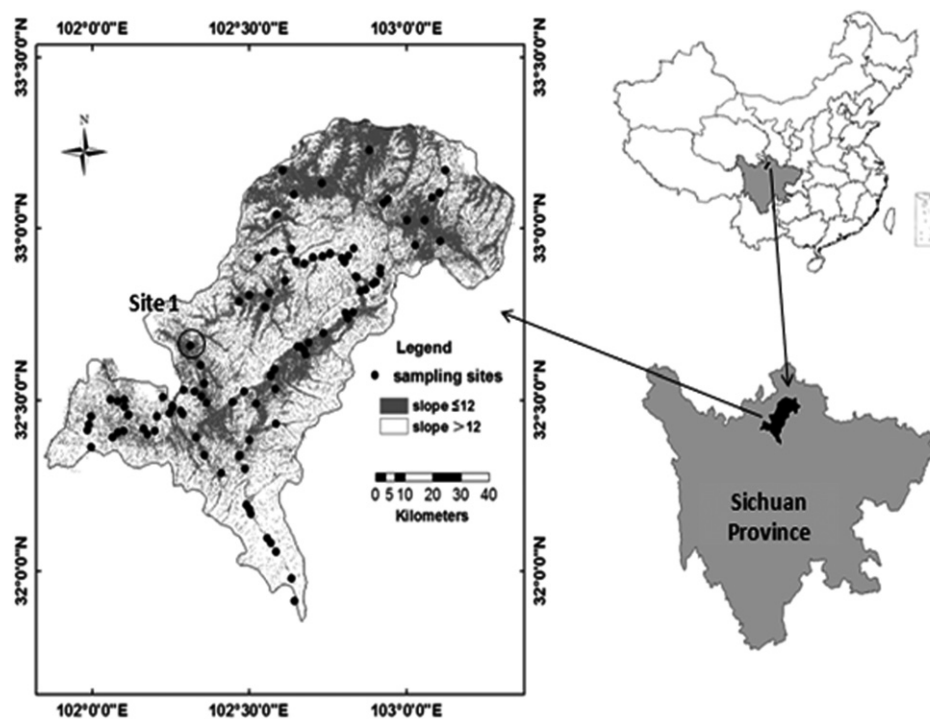 102°0'0"E 102°30'0"E 103°0'0"E
33°30'0"N
33°30'0"N
N
33°0'0"N
33°0'0"N
Site 1
Legend
sampling sites
slope ≤12
slope >12
32°30'0"N
32°30'0"N
0 5 10 20 30 40
Kilometers
Sichuan
Province
32°0'0"N
32°0'0"N
102°0'0"E 102°30'0"E 103°0'0"E